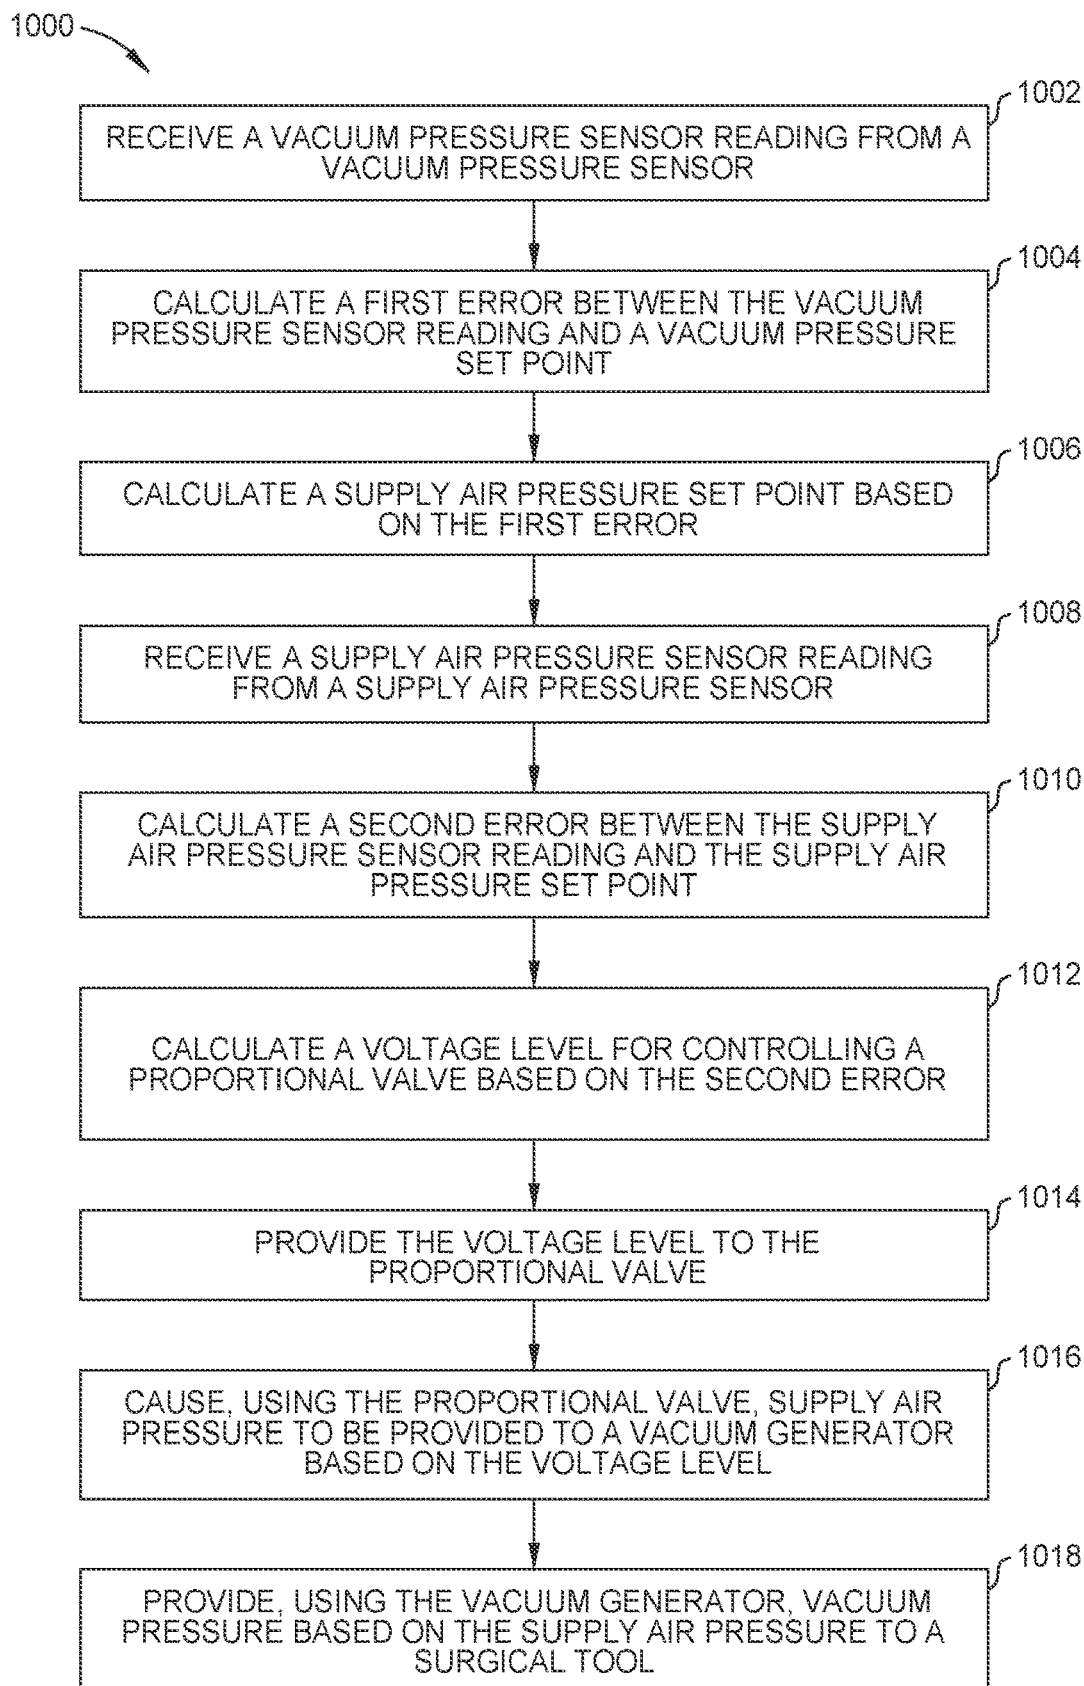 1000
1002
RECEIVE A VACUUM PRESSURE SENSOR READING FROM A
VACUUM PRESSURE SENSOR
1004
CALCULATE A FIRST ERROR BETWEEN THE VACUUM
PRESSURE SENSOR READING AND A VACUUM PRESSURE
SET POINT
1006
CALCULATE A SUPPLY AIR PRESSURE SET POINT BASED
ON THE FIRST ERROR
1008
RECEIVE A SUPPLY AIR PRESSURE SENSOR READING
FROM A SUPPLY AIR PRESSURE SENSOR
1010
CALCULATE A SECOND ERROR BETWEEN THE SUPPLY
AIR PRESSURE SENSOR READING AND THE SUPPLY AIR
PRESSURE SET POINT
1012
CALCULATE A VOLTAGE LEVEL FOR CONTROLLING A
PROPORTIONAL VALVE BASED ON THE SECOND ERROR
1014
PROVIDE THE VOLTAGE LEVEL TO THE
PROPORTIONAL VALVE
1016
CAUSE, USING THE PROPORTIONAL VALVE, SUPPLY AIR
PRESSURE TO BE PROVIDED TO A VACUUM GENERATOR
BASED ON THE VOLTAGE LEVEL
1018
PROVIDE, USING THE VACUUM GENERATOR, VACUUM
PRESSURE BASED ON THE SUPPLY AIR PRESSURE TO A
SURGICAL TOOL